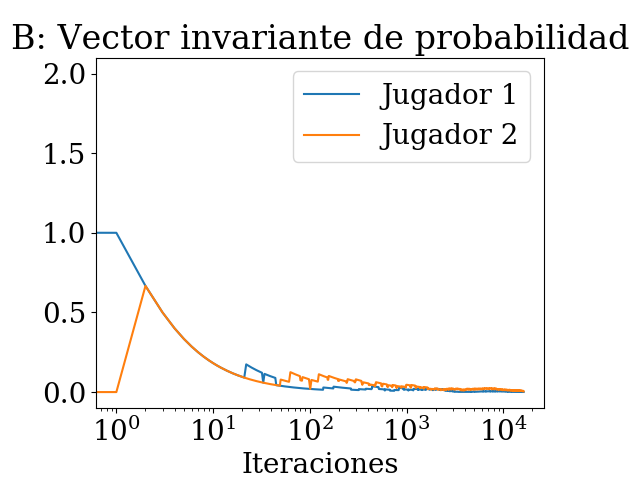 B: Vector invariante de probabilidad
2.0
1.5
1.0
0.5
0.0
Jugador 1
Jugador 2
10⁰
10¹
10²
10³
10⁴
Iteraciones